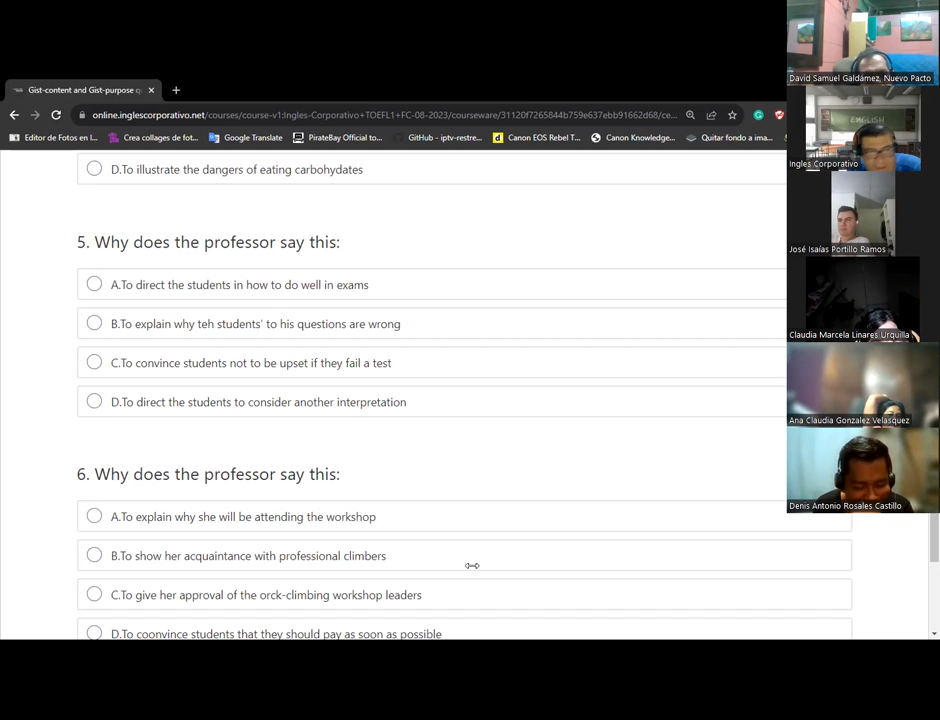 Gist-content and Gist-purpose q
online.inglescorporativo.net/courses/course-v1:Ingles-Corporativo+TOEFL1+FC-08-2023/courseware/31120f7265844b759e637ebb91662d68/ce...
Editor de Fotos en l...
Crea collages de fot...
Google Translate
PirateBay Official to...
GitHub - iptv-restre...
Canon EOS Rebel T...
Canon Knowledge...
Quitar fondo a ima...
D.To illustrate the dangers of eating carbohydates
5. Why does the professor say this:
A.To direct the students in how to do well in exams
B.To explain why teh students' to his questions are wrong
C.To convince students not to be upset if they fail a test
D.To direct the students to consider another interpretation
6. Why does the professor say this:
A.To explain why she will be attending the workshop
B.To show her acquaintance with professional climbers
C.To give her approval of the orck-climbing workshop leaders
D.To coonvince students that they should pay as soon as possible
David Samuel Galdámez, Nuevo Pacto
ENGLISH
Ingles Corporativo
José Isaías Portillo Ramos
Claudia Marcela Linares Urquilla
Ana Claudia Gonzalez Velasquez
Denis Antonio Rosales Castillo